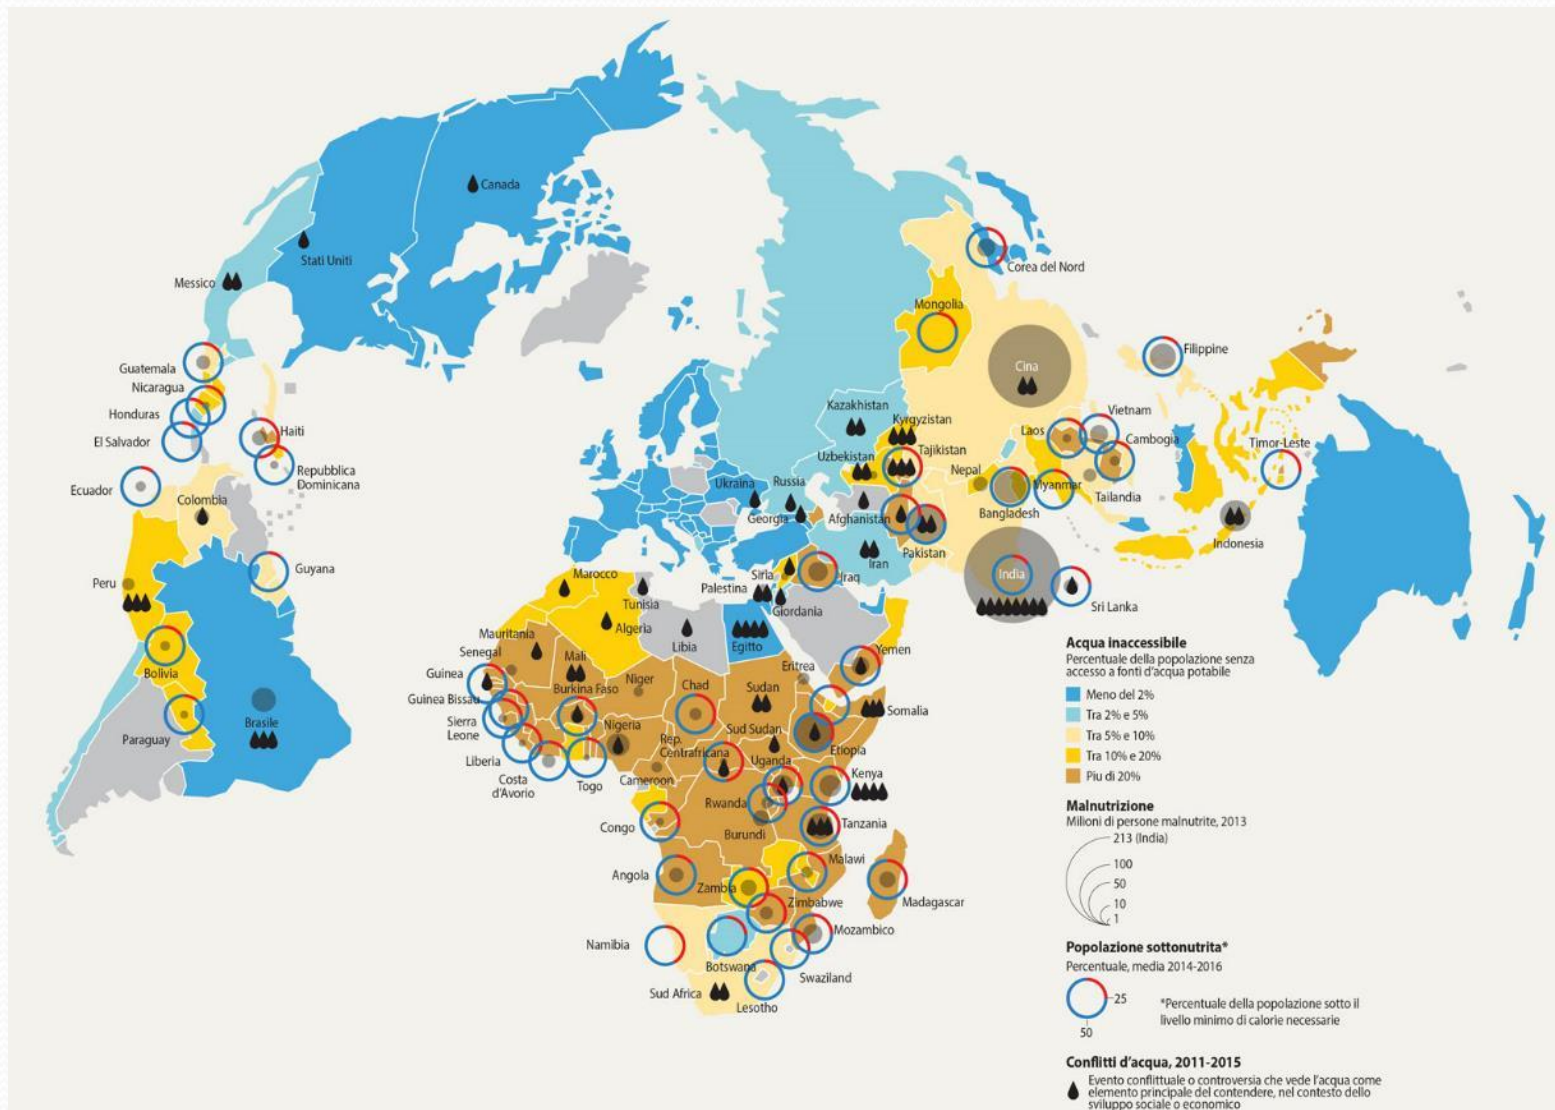 Canada
Stati Uniti
Messico
Corea del Nord
Mongolia
Guatemala
Nicaragua
Honduras
El Salvador
Haiti
Repubblica
Dominicana
Ecuador
Colombia
Guyana
Peru
Bolivia
Paraguay
Brasile
Cina
Filippine
Kazakhstan
Kyrgyzistan
Uzbekistan
Tajikistan
Ukraina
Russia
Georgia
Afghanistan
Nepal
Laos
Vietnam
Cambogia
Myanmar
Bangladesh
Tailandia
Timor-Leste
Indonesia
Pakistan
Iran
India
Sri Lanka
Marocco
Tunisia
Palestina
Siria
Iraq
Giordania
Algeria
Libia
Egitto
Mauritania
Senegal
Guinea
Mali
Guinea Bissau
Burkina Faso
Niger
Chad
Sudan
Eritrea
Yemen
Somalia
Sierra
Leone
Nigeria
Rep.
Centrafricana
Sud Sudan
Etiopia
Liberia
Costa
d'Avorio
Togo
Cameroon
Uganda
Kenya
Rwanda
Burundi
Tanzania
Congo
Angola
Zambia
Malawi
Zimbabwe
Madagascar
Mozambico
Namibia
Botswana
Swaziland
Sud Africa
Lesotho
Acqua inaccessibile
Percentuale della popolazione senza
accesso a fonti d'acqua potabile
Meno del 2%
Tra 2% e 5%
Tra 5% e 10%
Tra 10% e 20%
Piu di 20%
Malnutrizione
Milioni di persone malnutrite, 2013
213 (India)
100
50
10
1
Popolazione sottonutrita*
Percentuale, media 2014-2016
25
50
*Percentuale della popolazione sotto il
livello minimo di calorie necessarie
Conflitti d'acqua, 2011-2015
Evento conflittuale o controversia che vede l'acqua come
elemento principale del contendere, nel contesto dello
sviluppo sociale o economico